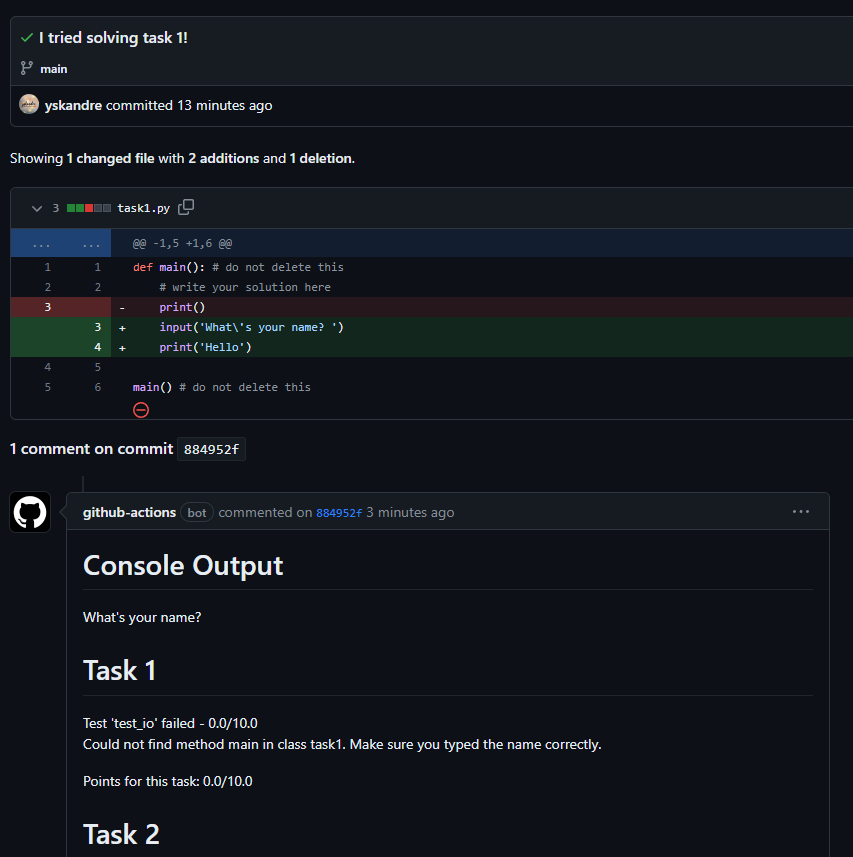 I tried solving task 1!
main
yskandre committed 13 minutes ago
Showing 1 changed file with 2 additions and 1 deletion.
3 task1.py
... ... @@ -1,5 +1,6 @@
1 1 def main(): # do not delete this
2 2 # write your solution here
3 - print()
3 + input('What\'s your name? ')
4 + print('Hello')
4 5
5 6 main() # do not delete this
1 comment on commit 884952f
github-actions bot commented on 884952f 3 minutes ago ...
Console Output
What's your name?
Task 1
Test 'test_io' failed - 0.0/10.0
Could not find method main in class task1. Make sure you typed the name correctly.
Points for this task: 0.0/10.0
Task 2